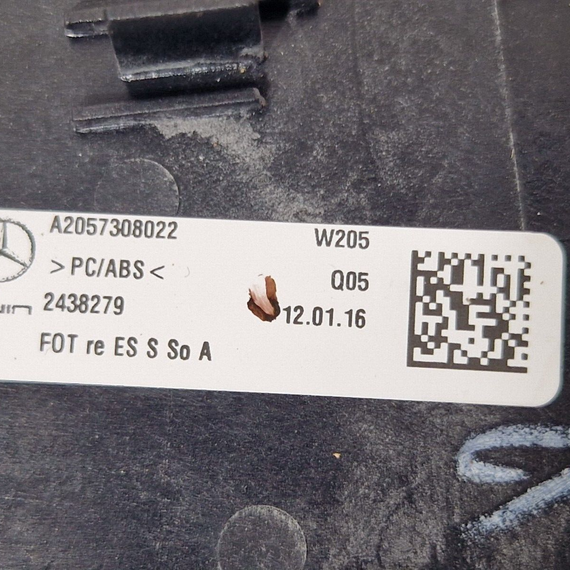 A2057308022 W205
>PC/ABS< Q05
2438279 12.01.16
FOT re ES S So A